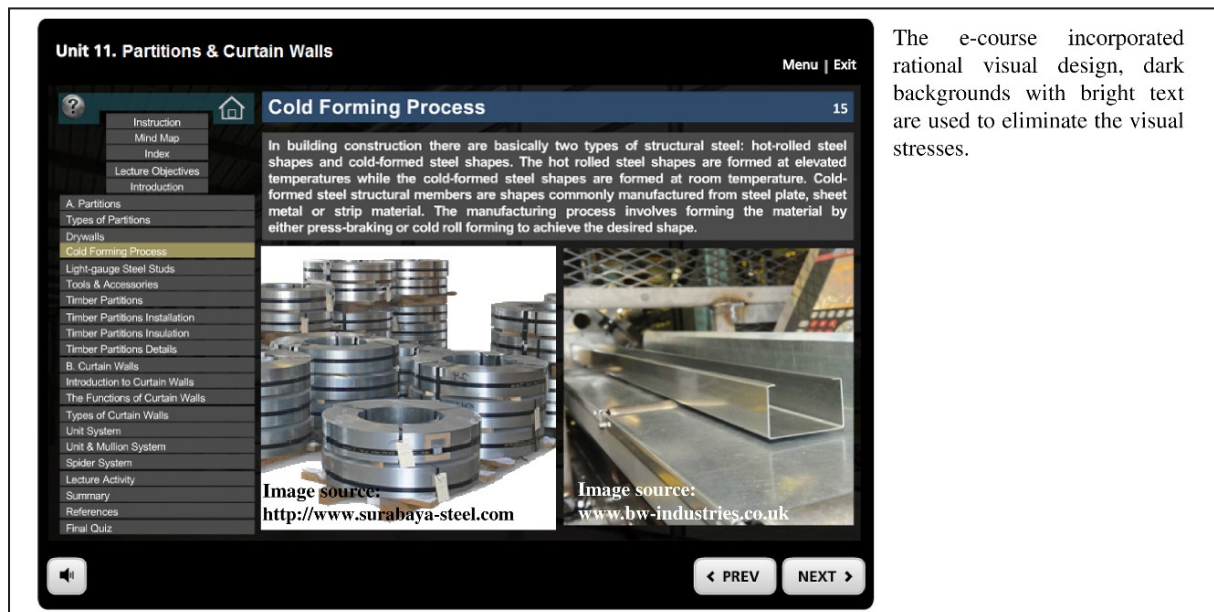 Unit 11. Partitions & Curtain Walls
Menu | Exit
?
Instruction
Mind Map
Index
Lecture Objectives
Introduction
A. Partitions
Types of Partitions
Drywalls
Cold Forming Process
Light-gauge Steel Studs
Tools & Accessories
Timber Partitions
Timber Partitions Installation
Timber Partitions Insulation
Timber Partitions Details
B. Curtain Walls
Introduction to Curtain Walls
The Functions of Curtain Walls
Types of Curtain Walls
Unit System
Unit & Mullion System
Spider System
Lecture Activity
Summary
References
Final Quiz
Cold Forming Process 15
In building construction there are basically two types of structural steel: hot-rolled steel
shapes and cold-formed steel shapes. The hot rolled steel shapes are formed at elevated
temperatures while the cold-formed steel shapes are formed at room temperature. Cold-
formed steel structural members are shapes commonly manufactured from steel plate, sheet
metal or strip material. The manufacturing process involves forming the material by
either press-braking or cold roll forming to achieve the desired shape.
Image source:
http://www.surabaya-steel.com
Image source:
www.bw-industries.co.uk
< PREV
NEXT >
The e-course incorporated
rational visual design, dark
backgrounds with bright text
are used to eliminate the visual
stresses.